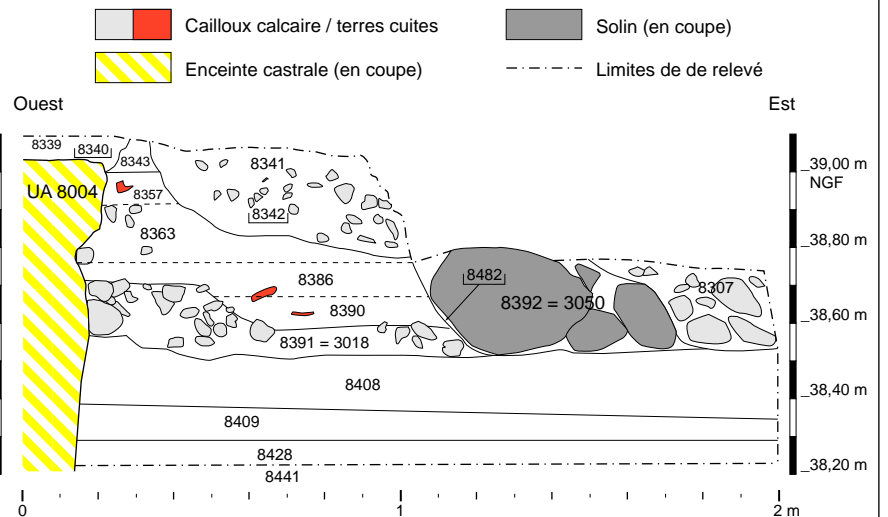 Cailloux calcaire / terres cuites
Solin (en coupe)
Enceinte castrale (en coupe)
Limites de de relevé
Ouest
Est
8339
8340
8343
8341
_39,00 m
NGF
UA 8004
8357
8342
8363
_38,80 m
8386
8482
8307
8390
8392 = 3050
_38,60 m
8391 = 3018
8408
_38,40 m
8409
8428
_38,20 m
8441
0
1
2 m